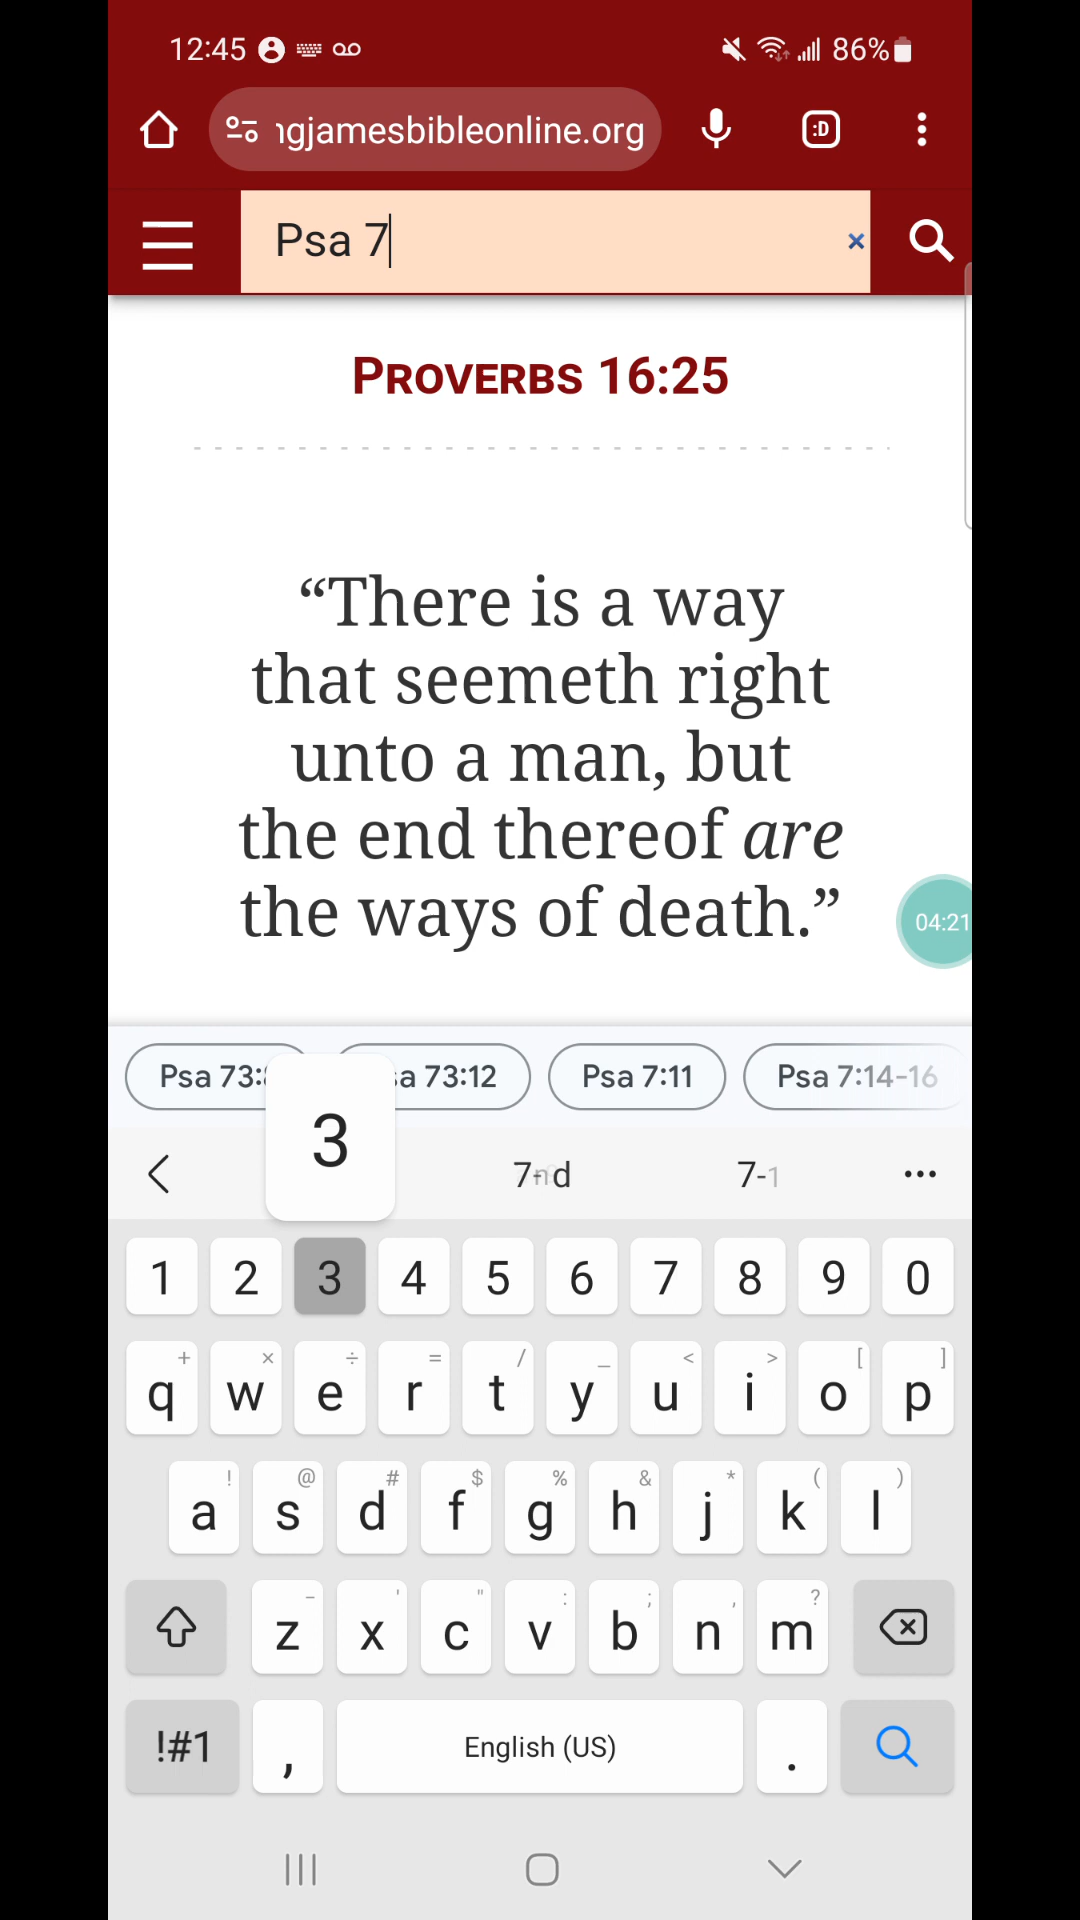 12:45 86%
ngjamesbibleonline.org :D
Psa 7 ×
PROVERBS 16:25
“There is a way
that seemeth right
unto a man, but
the end thereof are
the ways of death.”
04:21
Psa 73: a 73:12 Psa 7:11 Psa 7:14-16
3
7-1 ...
1 2 3 4 5 6 7 8 9 0
+ × ÷ = / _ < > [ ]
q w e r t y u i o p
! @ # $ % & * ( )
a s d f g h j k l
- ' " : ; , ?
z x c v b n m
!#1 , English (US) .